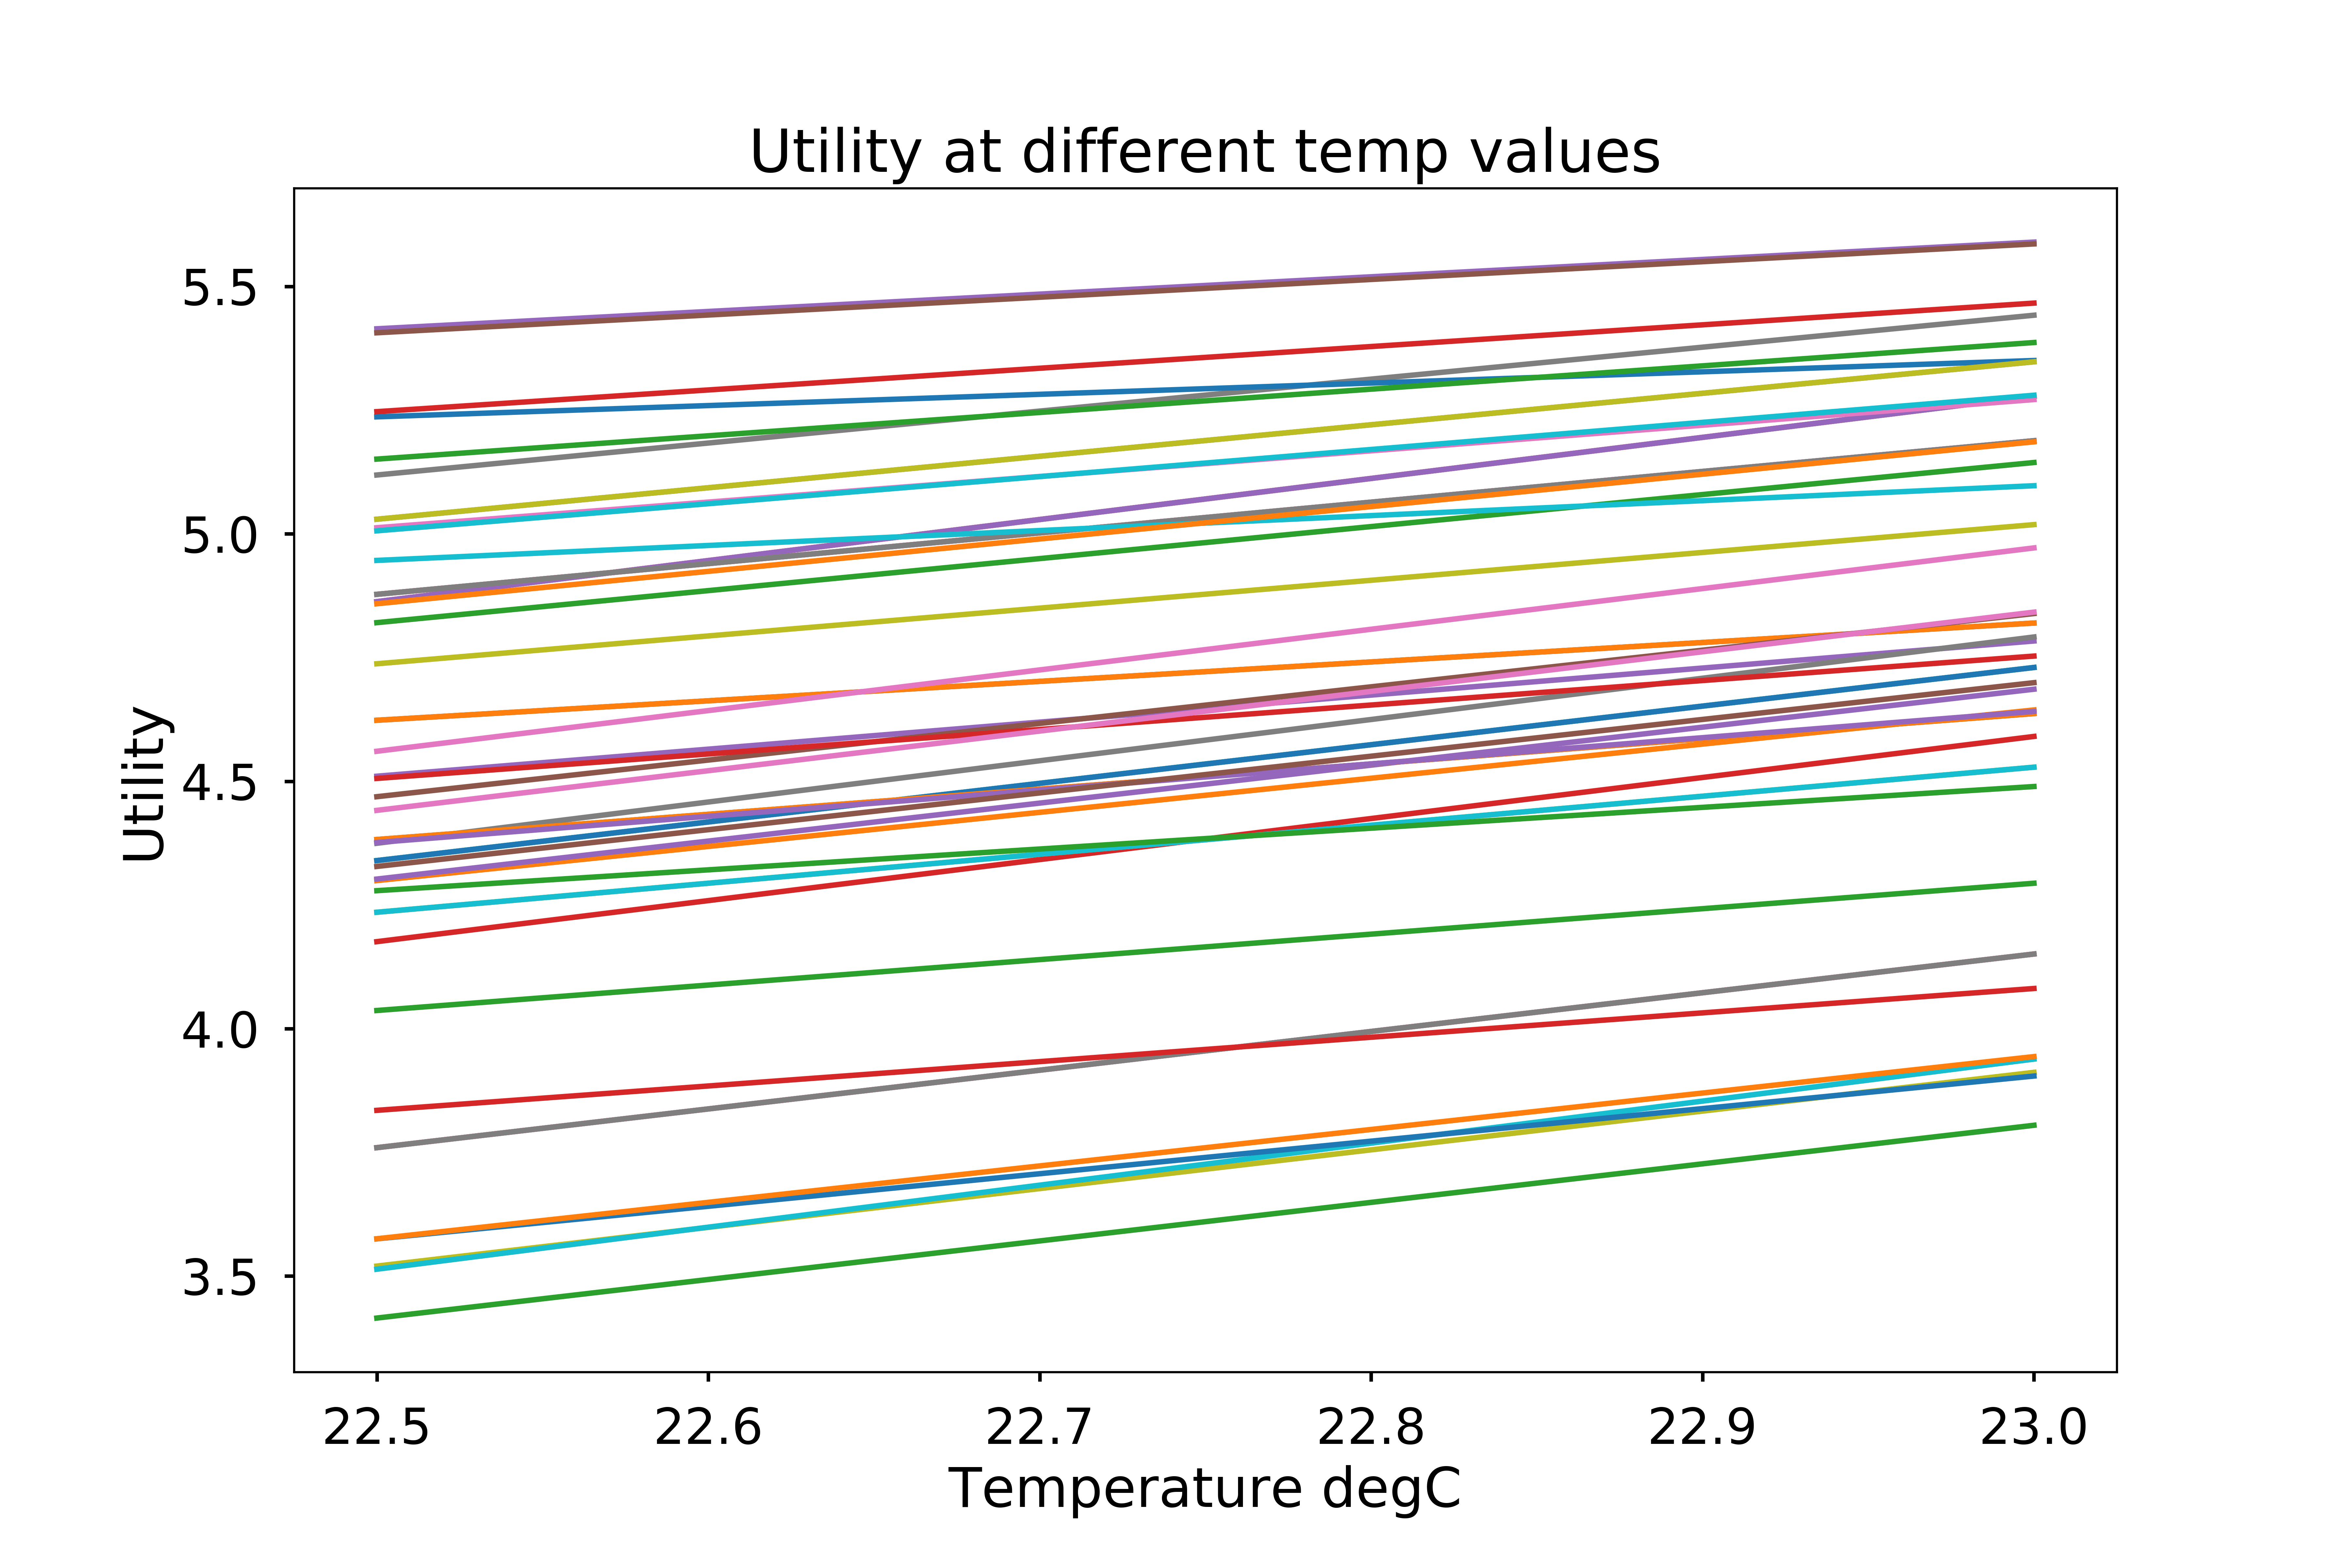 Utility at different temp values
5.5
5.0
4.5
4.0
3.5
Utility
22.5 22.6 22.7 22.8 22.9 23.0
Temperature degC